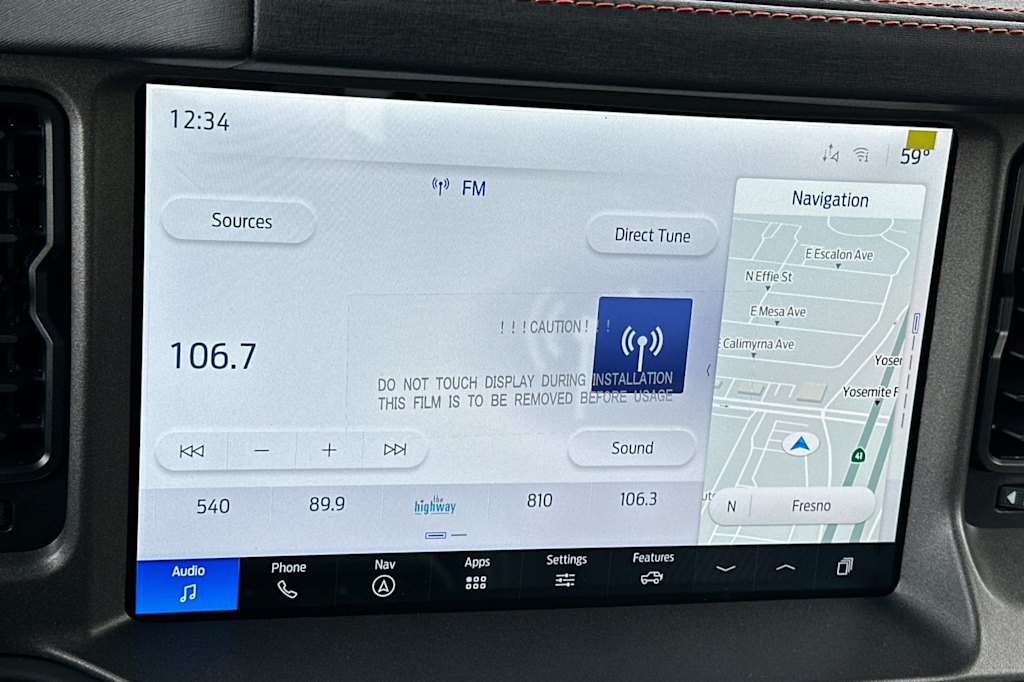 12:34
59°
FM
Sources
Direct Tune
Navigation
E Escalon Ave
N Effie St
E Mesa Ave
Calimyrna Ave
Yosemite
41
N
Fresno
106.7
! ! ! CAUTION ! ! !
DO NOT TOUCH DISPLAY DURING INSTALLATION
THIS FILM IS TO BE REMOVED BEFORE USAGE
Sound
540
89.9
the
highway
810
106.3
Audio
Phone
Nav
Apps
Settings
Features